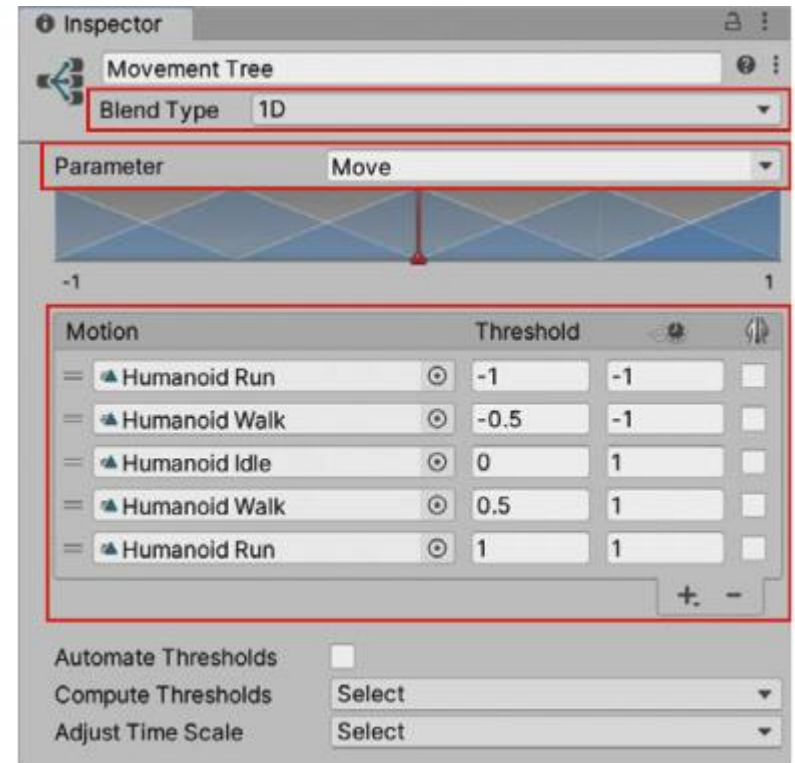 Inspector
Movement Tree
Blend Type 1D
Parameter Move
-1 1
Motion Threshold
Humanoid Run -1 -1
Humanoid Walk -0.5 -1
Humanoid Idle 0 1
Humanoid Walk 0.5 1
Humanoid Run 1 1
+ -
Automate Thresholds
Compute Thresholds Select
Adjust Time Scale Select